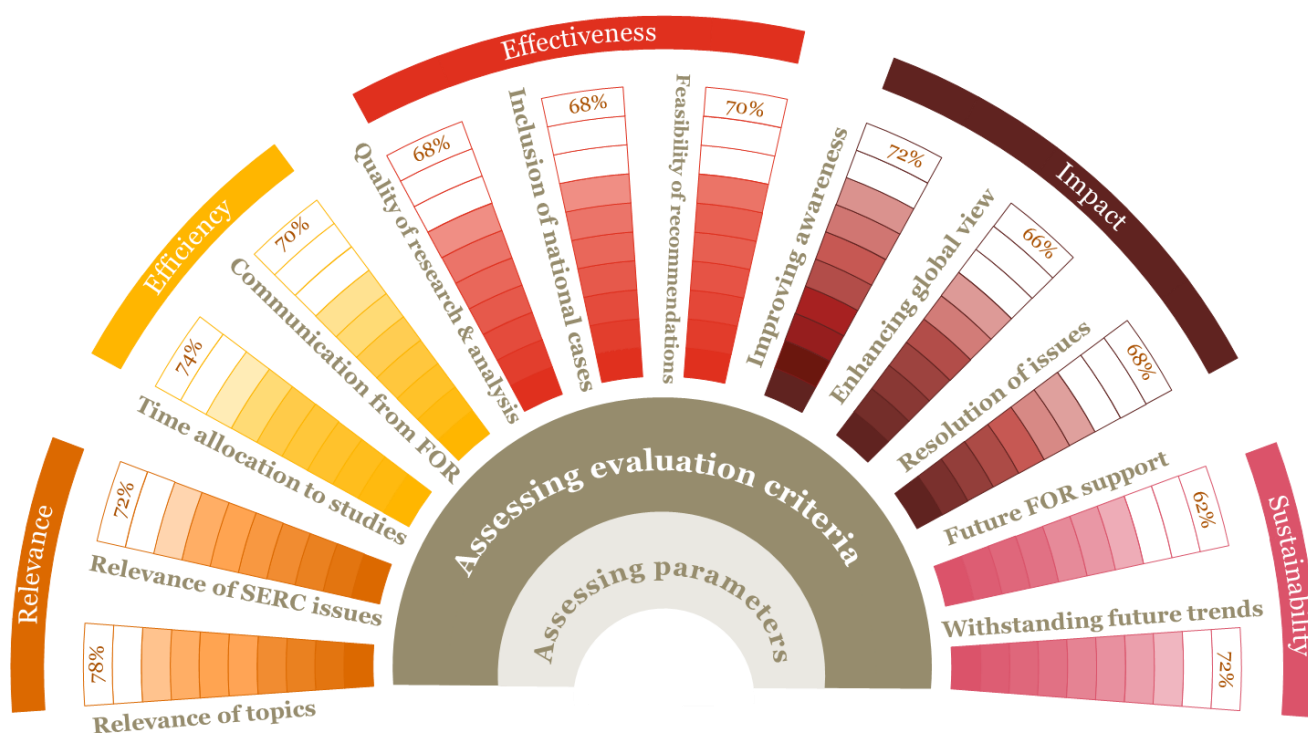 Relevance
78%
Relevance of topics
72%
Relevance of SERC issues
Efficiency
74%
Time allocation to studies
70%
Communication from FOR
Effectiveness
68%
Quality of research & analysis
68%
Inclusion of national cases
70%
Feasibility of recommendations
Impact
72%
Improving awareness
66%
Enhancing global view
68%
Resolution of issues
Sustainability
62%
Future FOR support
72%
Withstanding future trends
Assessing evaluation criteria
Assessing parameters